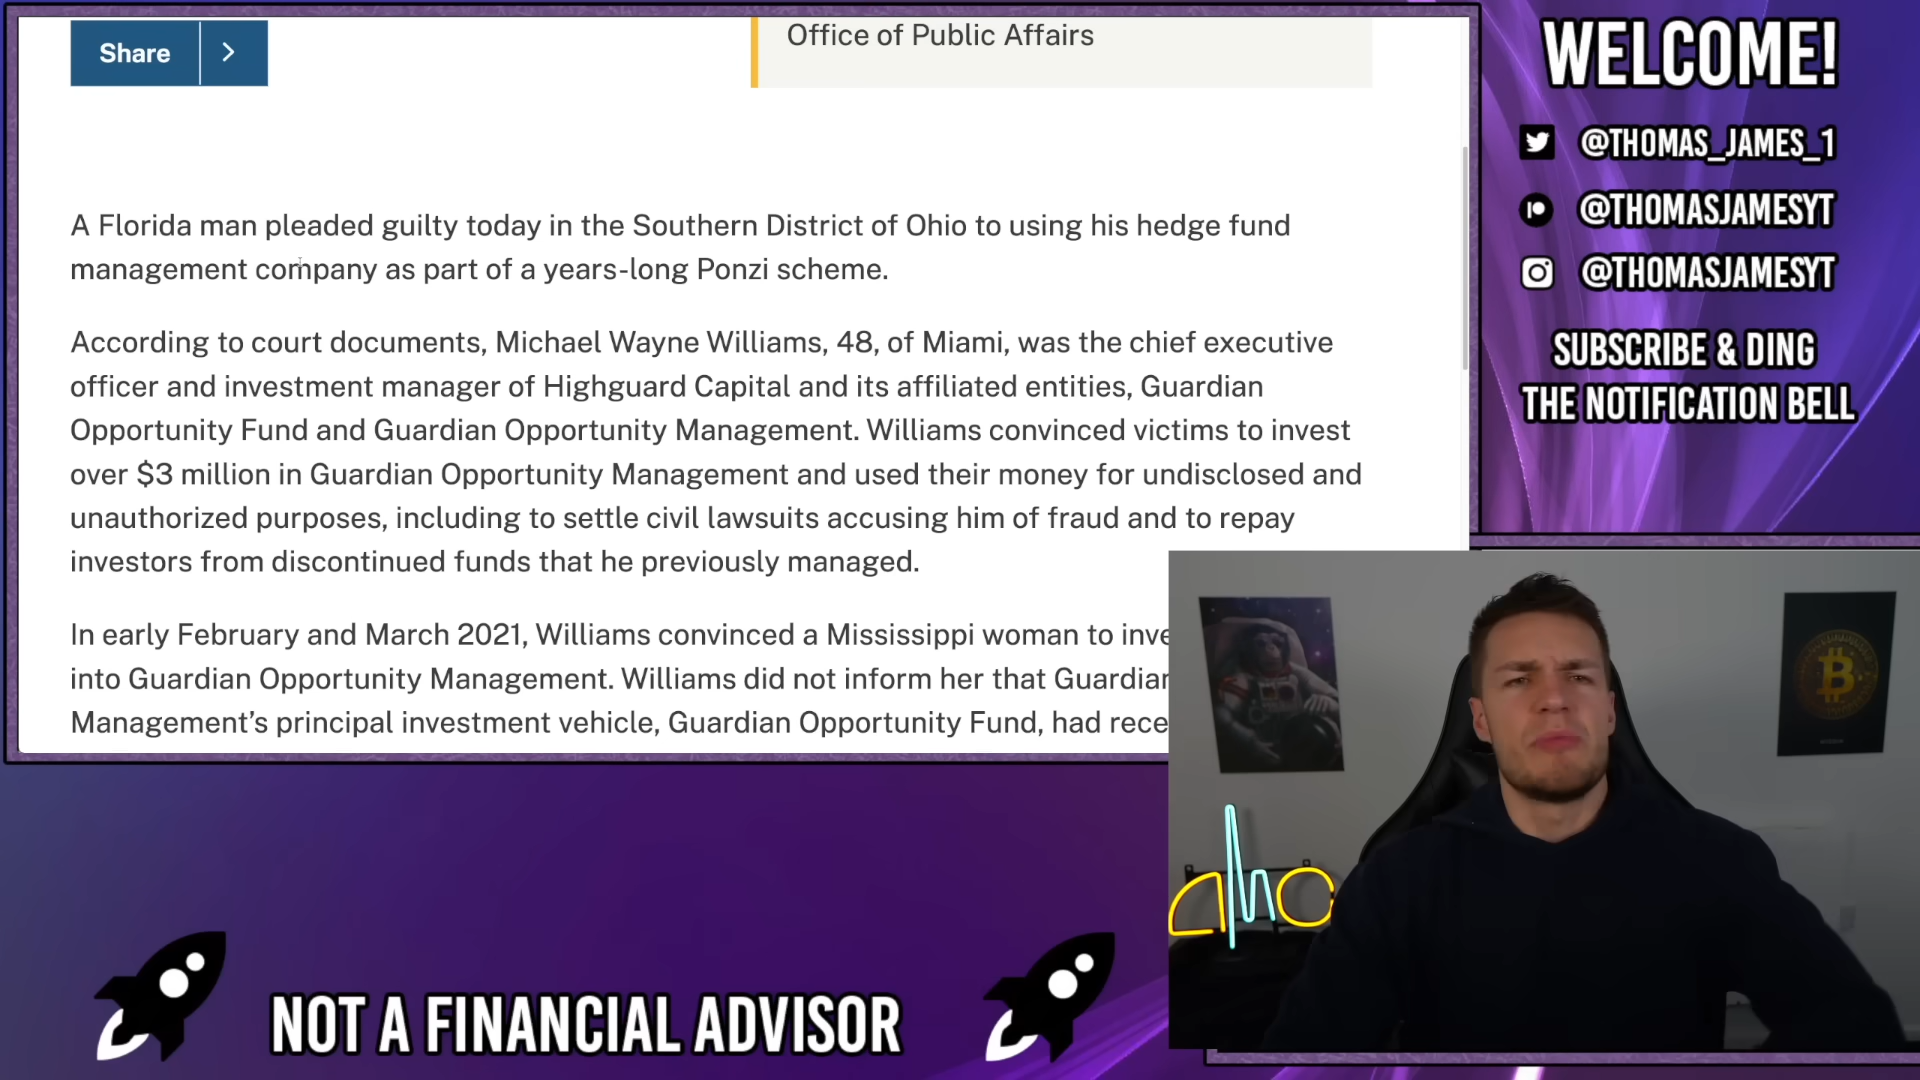 Share
Office of Public Affairs
A Florida man pleaded guilty today in the Southern District of Ohio to using his hedge fund
management company as part of a years-long Ponzi scheme.
According to court documents, Michael Wayne Williams, 48, of Miami, was the chief executive
officer and investment manager of Highguard Capital and its affiliated entities, Guardian
Opportunity Fund and Guardian Opportunity Management. Williams convinced victims to invest
over $3 million in Guardian Opportunity Management and used their money for undisclosed and
unauthorized purposes, including to settle civil lawsuits accusing him of fraud and to repay
investors from discontinued funds that he previously managed.
In early February and March 2021, Williams convinced a Mississippi woman to inve
into Guardian Opportunity Management. Williams did not inform her that Guardian
Management’s principal investment vehicle, Guardian Opportunity Fund, had rece
WELCOME!
@THOMAS_JAMES_1
@THOMASJAMESYT
@THOMASJAMESYT
SUBSCRIBE & DING
THE NOTIFICATION BELL
NOT A FINANCIAL ADVISOR